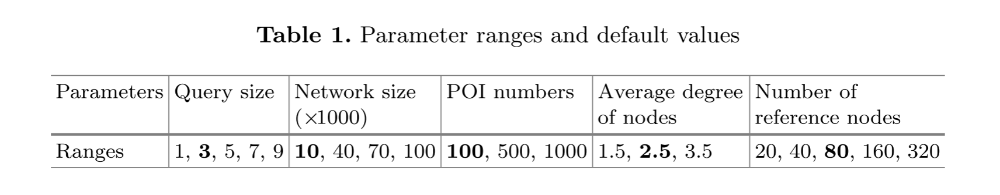 Table 1. Parameter ranges and default values
Parameters Query size Network size (×1000) POI numbers Average degree of nodes Number of reference nodes
Ranges 1, 3, 5, 7, 9 10, 40, 70, 100 100, 500, 1000 1.5, 2.5, 3.5 20, 40, 80, 160, 320